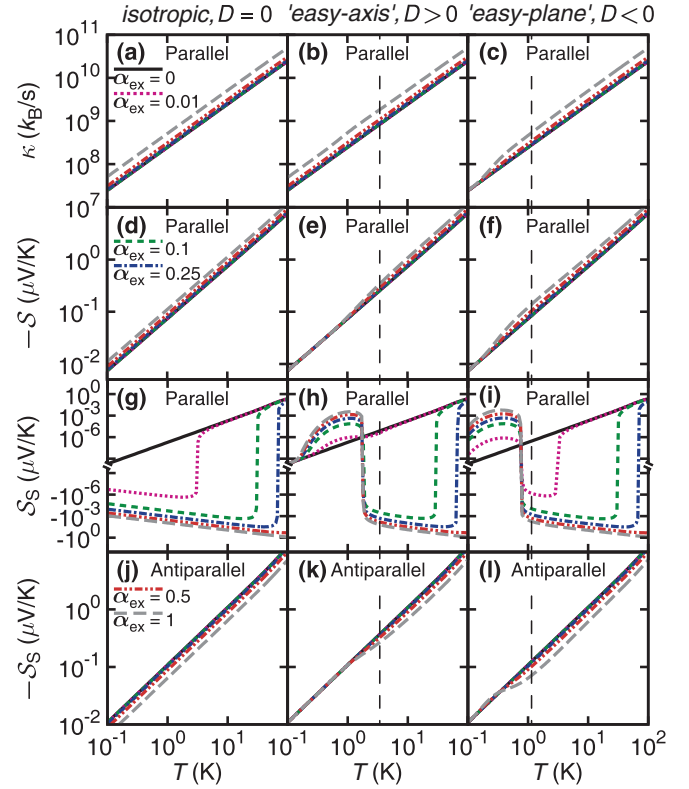 isotropic, D = 0 'easy-axis', D > 0 'easy-plane', D < 0
10^11
10^10
10^9
10^8
10^7
κ (k_B/s)
(a) Parallel
α_ex = 0
α_ex = 0.01
(b) Parallel
(c) Parallel
10^0
10^-1
10^-2
−S (μV/K)
(d) Parallel
α_ex = 0.1
α_ex = 0.25
(e) Parallel
(f) Parallel
10^0
10^-3
10^-6
-10^-6
-10^-3
-10^0
S_S (μV/K)
(g) Parallel
(h) Parallel
(i) Parallel
10^0
10^-1
10^-2
−S_S (μV/K)
(j) Antiparallel
α_ex = 0.5
α_ex = 1
(k) Antiparallel
(l) Antiparallel
10^-1 10^0 10^1 10^-1 10^0 10^1 10^-1 10^0 10^1 10^2
T (K) T (K) T (K)